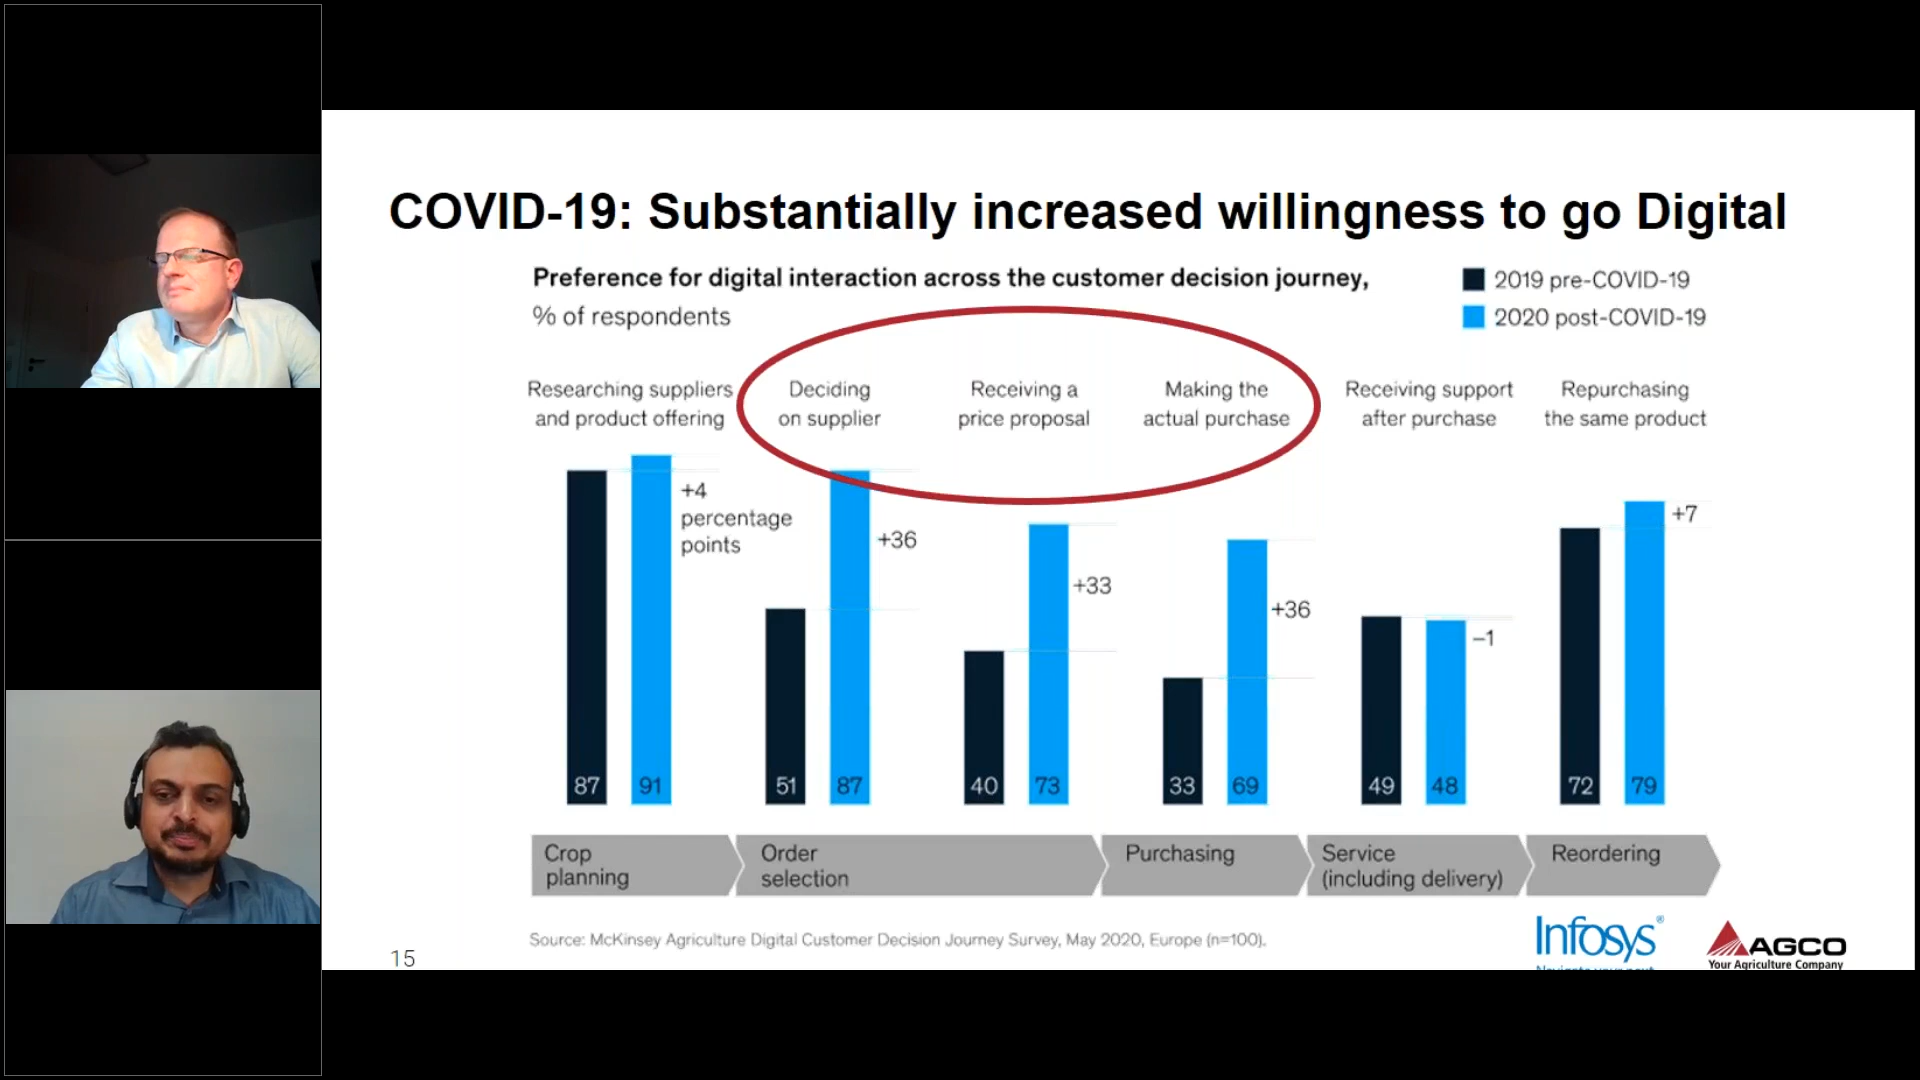 COVID-19: Substantially increased willingness to go Digital
Preference for digital interaction across the customer decision journey,
% of respondents
2019 pre-COVID-19
2020 post-COVID-19
Researching suppliers
and product offering
Deciding
on supplier
Receiving a
price proposal
Making the
actual purchase
Receiving support
after purchase
Repurchasing
the same product
+4
percentage
points
+36
+33
+36
–1
+7
87
91
51
87
40
73
33
69
49
48
72
79
Crop
planning
Order
selection
Purchasing
Service
(including delivery)
Reordering
Source: McKinsey Agriculture Digital Customer Decision Journey Survey, May 2020, Europe (n=100).
15
Infosys®
Navigate your next
AGCO
Your Agriculture Company